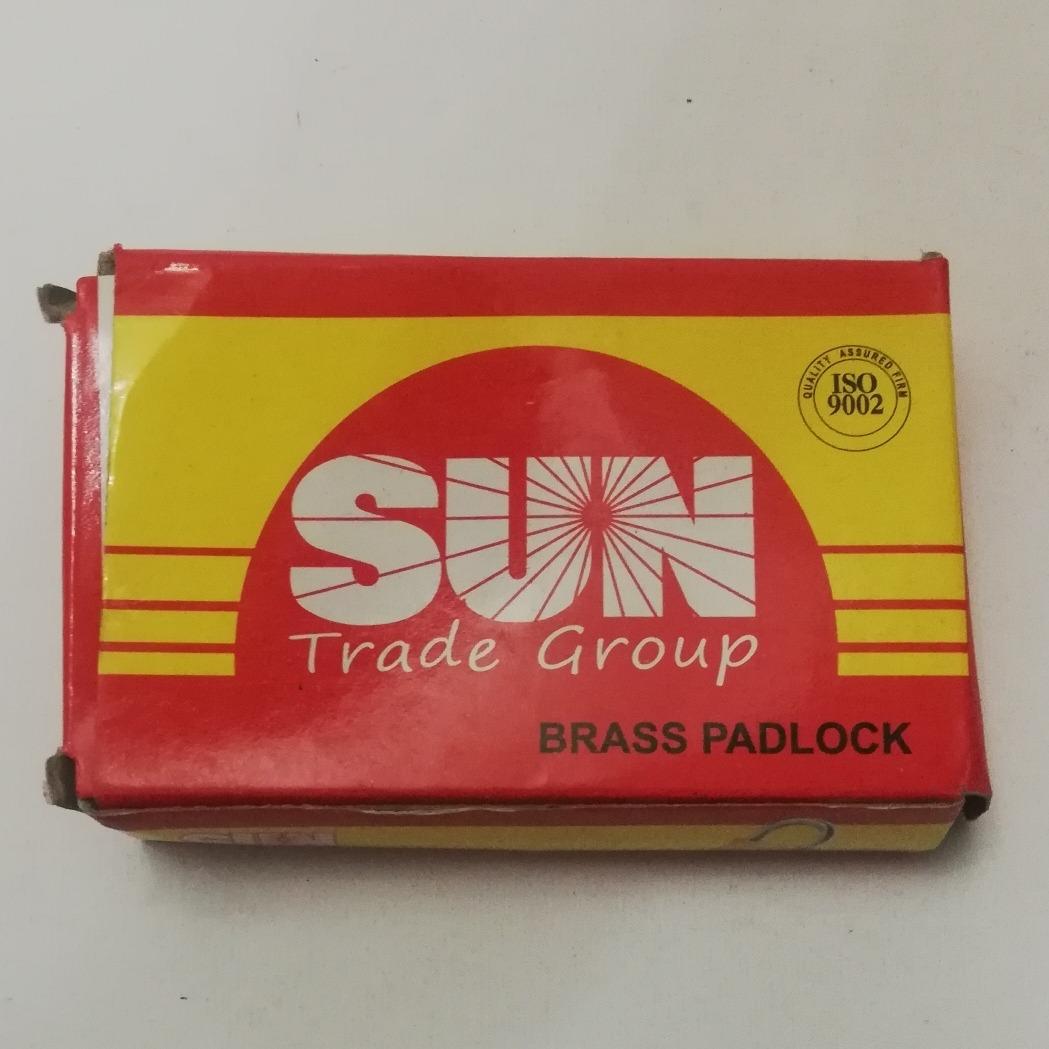 QUALITY ASSURED FIRM
ISO
9002
SUN
Trade Group
BRASS PADLOCK